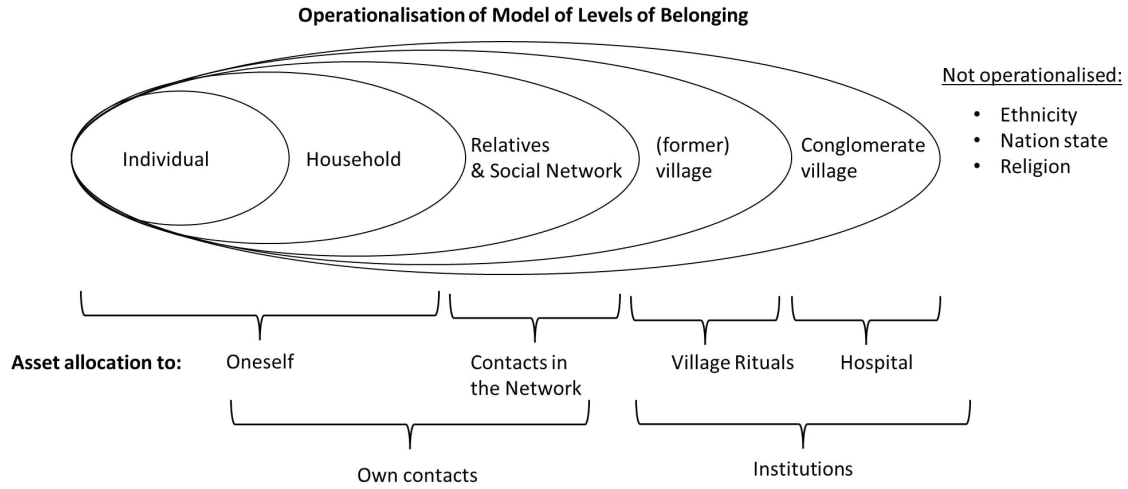 Operationalisation of Model of Levels of Belonging
Not operationalised:
• Ethnicity
• Nation state
• Religion
Individual
Household
Relatives
& Social Network
(former)
village
Conglomerate
village
Asset allocation to:
Oneself
Contacts in
the Network
Village Rituals
Hospital
Own contacts
Institutions